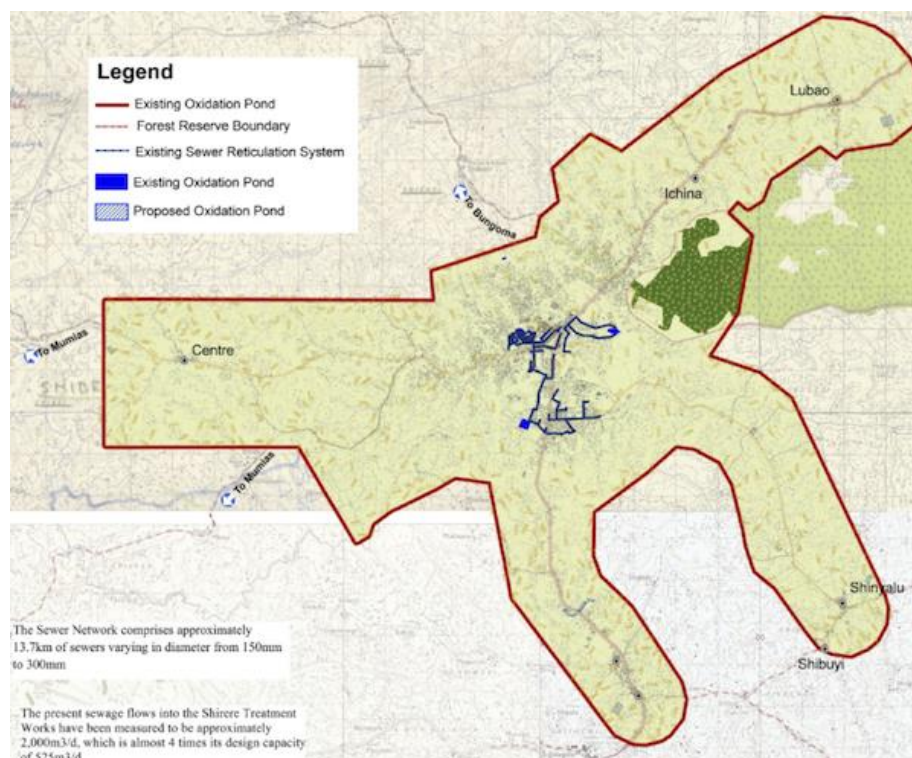 Legend
Existing Oxidation Pond
Forest Reserve Boundary
Existing Sewer Reticulation System
Existing Oxidation Pond
Proposed Oxidation Pond
Lubao
Ichina
To Bungoma
To Mumias
Centre
To Mumias
Shinyalu
Shibuyi
The Sewer Network comprises approximately
13.7km of sewers varying in diameter from 150mm
to 300mm
The present sewage flows into the Shirere Treatment
Works have been measured to be approximately
2,000m3/d, which is almost 4 times its design capacity
of 525m3/d